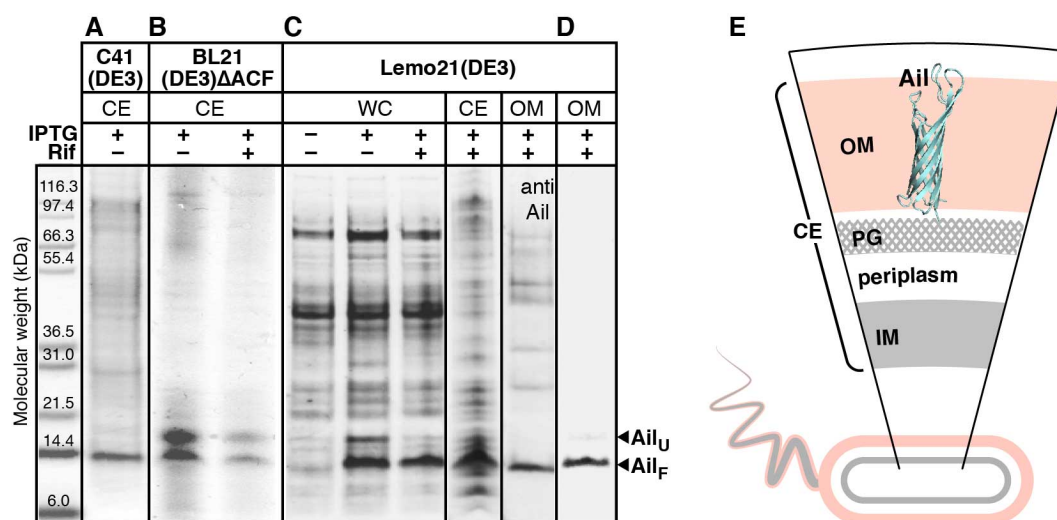 A B C D E
C41 (DE3)
BL21 (DE3)ΔACF
Lemo21(DE3)
CE CE WC CE OM OM
IPTG + + + – + + + + +
Rif – – + – – + + + +
Molecular weight (kDa)
116.3
97.4
66.3
55.4
36.5
31.0
21.5
14.4
6.0
anti Ail
◄AilU
◄AilF
Ail
OM
CE
PG
periplasm
IM